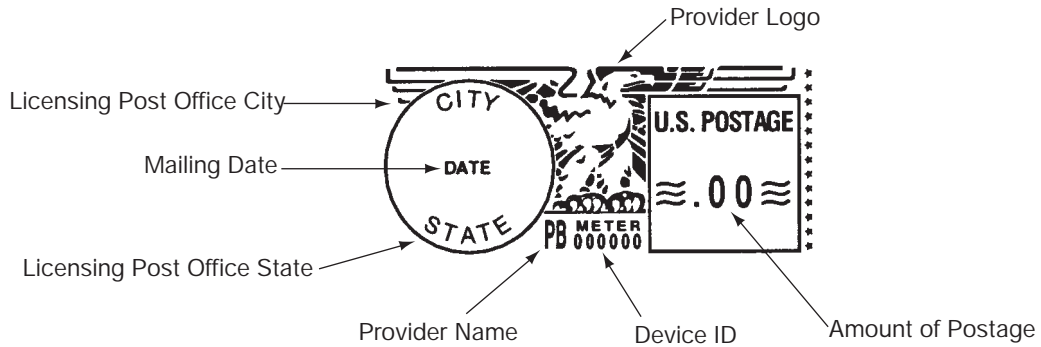 Provider Logo
Licensing Post Office City
CITY
U.S. POSTAGE
Mailing Date
DATE
.00
STATE
PB METER 000000
Licensing Post Office State
Provider Name
Device ID
Amount of Postage